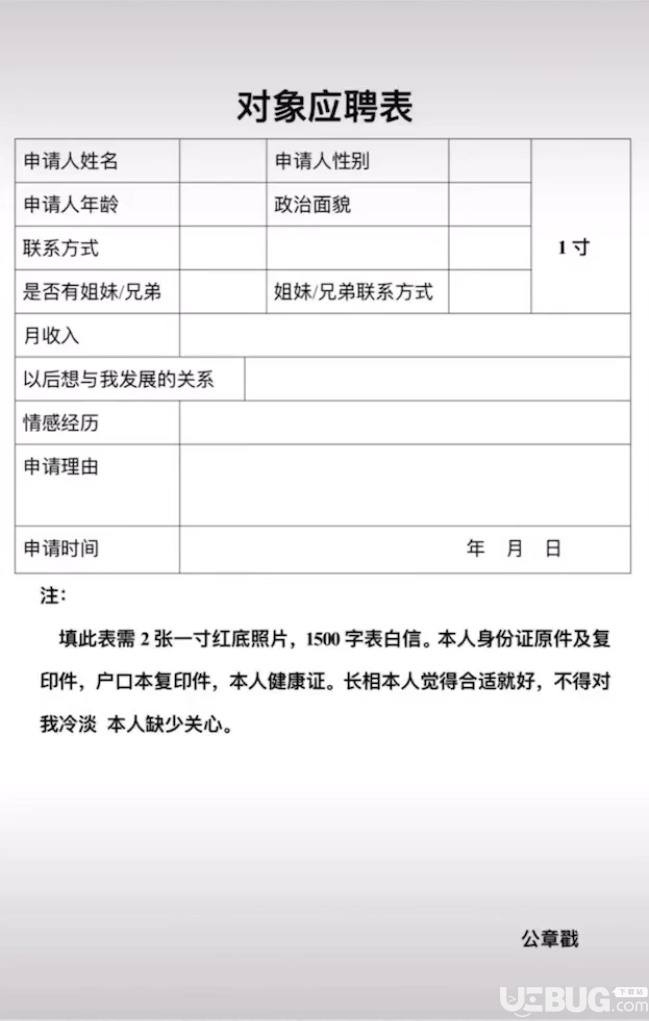 对象应聘表
申请人姓名 申请人性别
申请人年龄 政治面貌
1寸
联系方式
是否有姐妹/兄弟 姐妹/兄弟联系方式
月收入
以后想与我发展的关系
情感经历
申请理由
申请时间 年 月 日
注：
填此表需 2 张一寸红底照片，1500 字表白信。本人身份证原件及复
印件，户口本复印件，本人健康证。长相本人觉得合适就好，不得对
我冷淡 本人缺少关心。
公章戳
UEBUG 下载站
.com